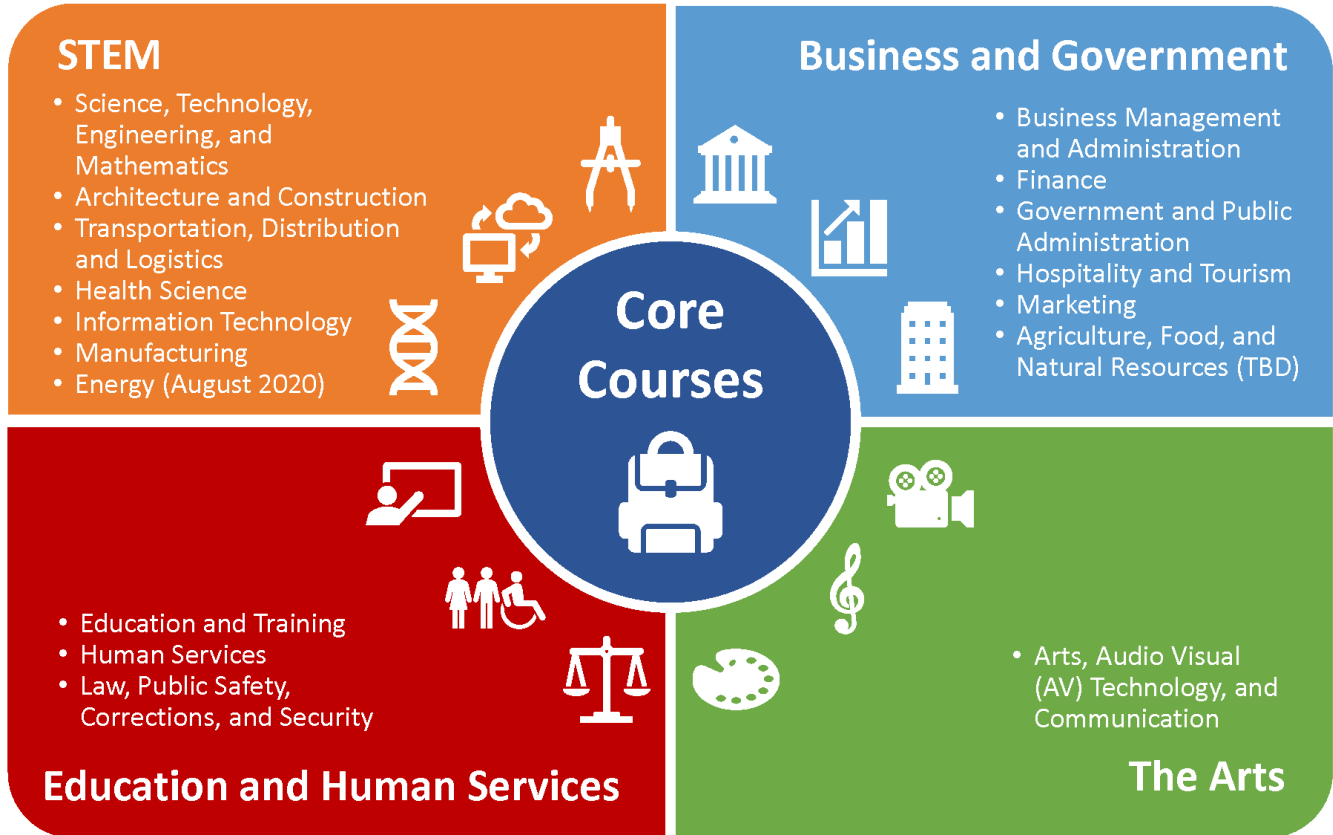 STEM
• Science, Technology,
Engineering, and
Mathematics
• Architecture and Construction
• Transportation, Distribution
and Logistics
• Health Science
• Information Technology
• Manufacturing
• Energy (August 2020)
Business and Government
• Business Management
and Administration
• Finance
• Government and Public
Administration
• Hospitality and Tourism
• Marketing
• Agriculture, Food, and
Natural Resources (TBD)
Core
Courses
• Education and Training
• Human Services
• Law, Public Safety,
Corrections, and Security
Education and Human Services
• Arts, Audio Visual
(AV) Technology, and
Communication
The Arts